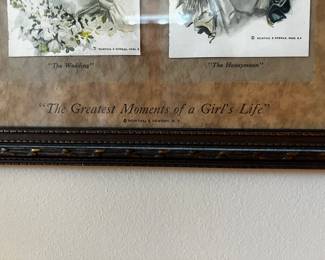 "The Wedding"
"The Honeymoon"
"The Greatest Moments of a Girl's Life"